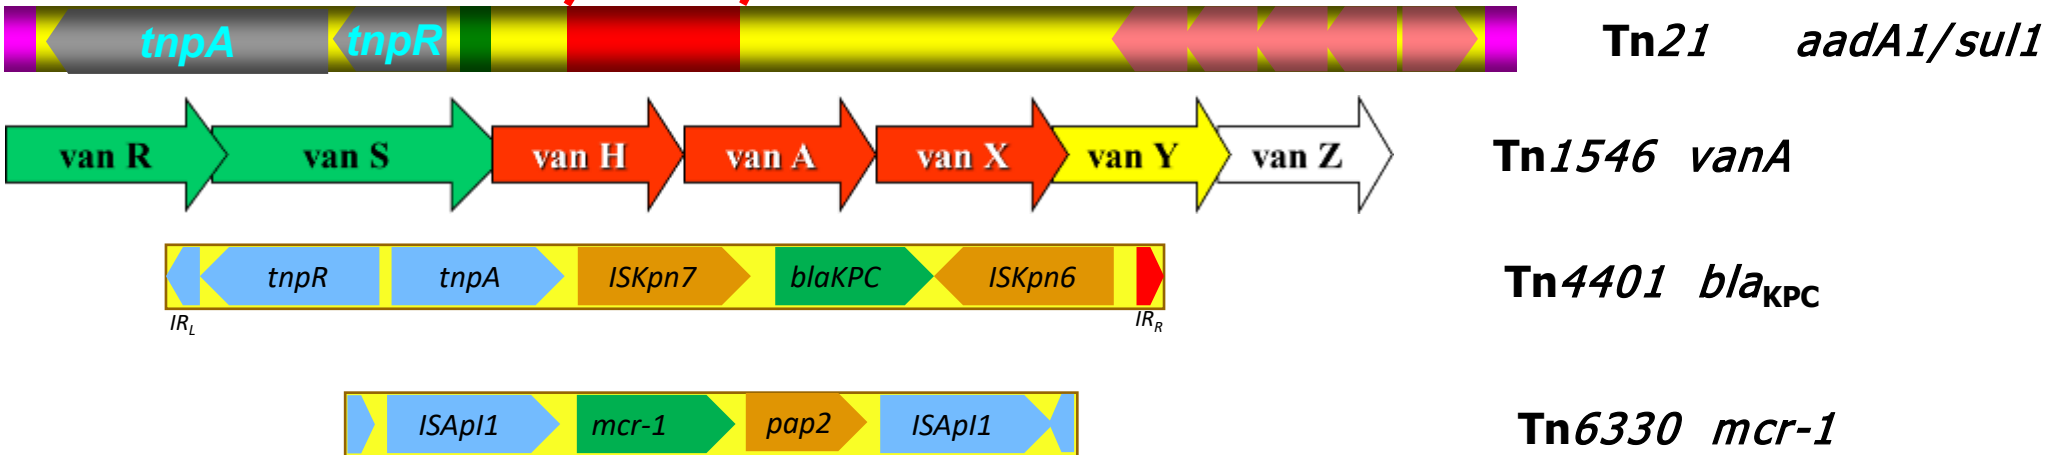 tnpA tnpR Tn21 aadA1/sul1
van R van S van H van A van X van Y van Z Tn1546 vanA
tnpR tnpA ISKpn7 blaKPC ISKpn6 Tn4401 blaKPC
IRL IRR
ISApl1 mcr-1 pap2 ISApl1 Tn6330 mcr-1